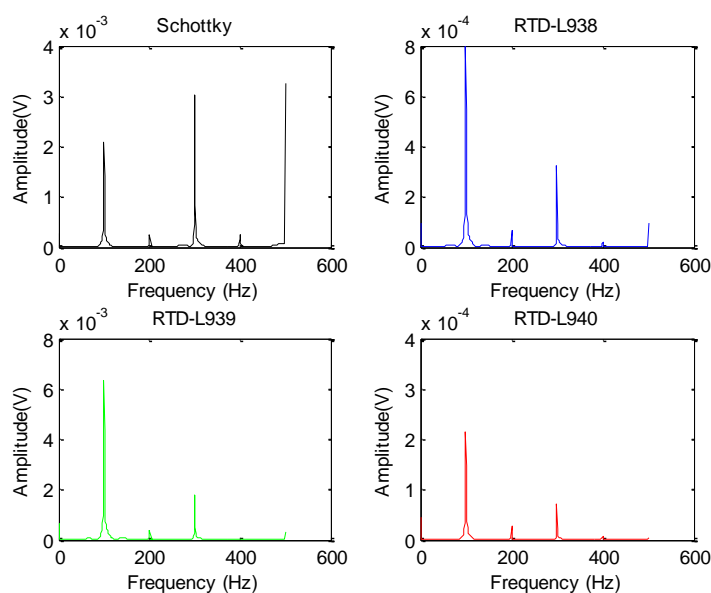 Schottky
x 10^-3
Amplitude(V)
4
3
2
1
0
0 200 400 600
Frequency (Hz)
RTD-L938
x 10^-4
Amplitude(V)
8
6
4
2
0
0 200 400 600
Frequency (Hz)
RTD-L939
x 10^-3
Amplitude(V)
8
6
4
2
0
0 200 400 600
Frequency (Hz)
RTD-L940
x 10^-4
Amplitude(V)
4
3
2
1
0
0 200 400 600
Frequency (Hz)